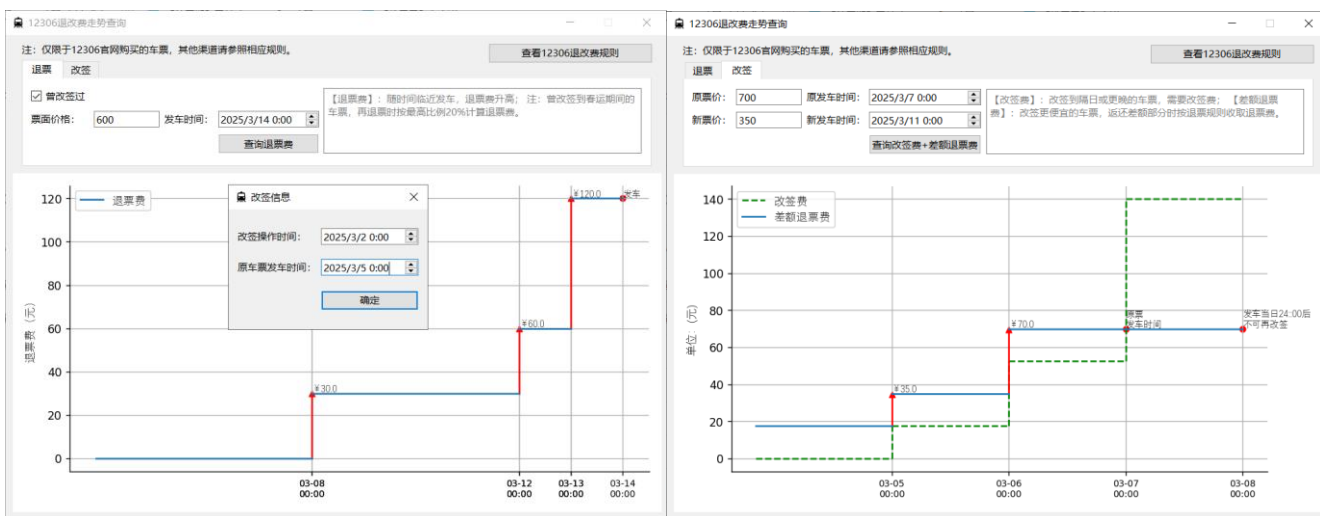 12306退改费走势查询
注：仅限于12306官网购买的车票，其他渠道请参照相应规则。
查看12306退改费规则
退票 改签
曾改签过
票面价格： 600 发车时间： 2025/3/14 0:00
查询退票费
【退票费】：随时间临近发车，退票费升高； 注：曾改签到春运期间的
车票，再退票时按最高比例20%计算退票费。
退票费
改签信息
改签操作时间： 2025/3/2 0:00
原车票发车时间： 2025/3/5 0:00
确定
退票费（元）
120
100
80
60
40
20
0
¥30.0
¥60.0
¥120.0
发车
03-08
00:00
03-12
00:00
03-13
00:00
03-14
00:00
12306退改费走势查询
注：仅限于12306官网购买的车票，其他渠道请参照相应规则。
查看12306退改费规则
退票 改签
原票价： 700 原发车时间： 2025/3/7 0:00
新票价： 350 新发车时间： 2025/3/11 0:00
查询改签费+差额退票费
【改签费】：改签到隔日或更晚的车票，需要改签费； 【差额退票
费】：改签更便宜的车票，返还差额部分时按退票规则收取退票费。
改签费
差额退票费
单位：（元）
140
120
100
80
60
40
20
0
¥35.0
¥70.0
原票
发车时间
发车当日24:00后
不可再改签
03-05
00:00
03-06
00:00
03-07
00:00
03-08
00:00